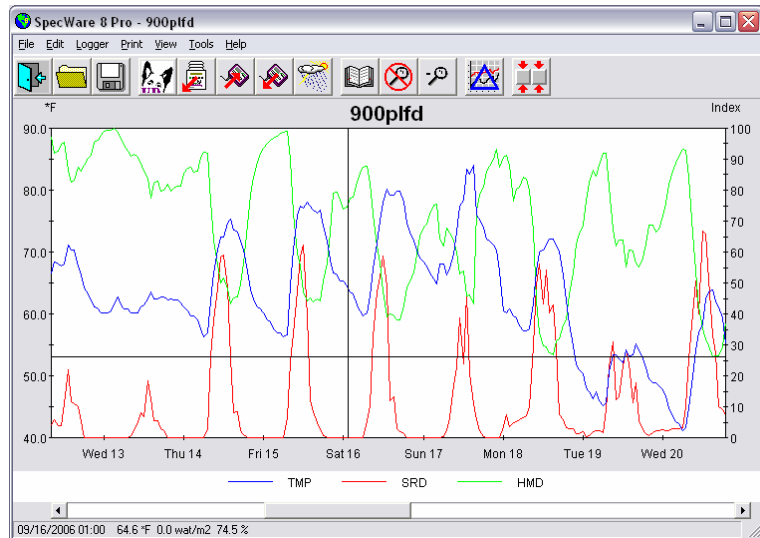 SpecWare 8 Pro - 900plfd
File Edit Logger Print View Tools Help
°F
900plfd
Index
90.0
80.0
70.0
60.0
50.0
40.0
100
90
80
70
60
50
40
30
20
10
0
Wed 13 Thu 14 Fri 15 Sat 16 Sun 17 Mon 18 Tue 19 Wed 20
TMP SRD HMD
09/16/2006 01:00 64.6 °F 0.0 wat/m2 74.5 %